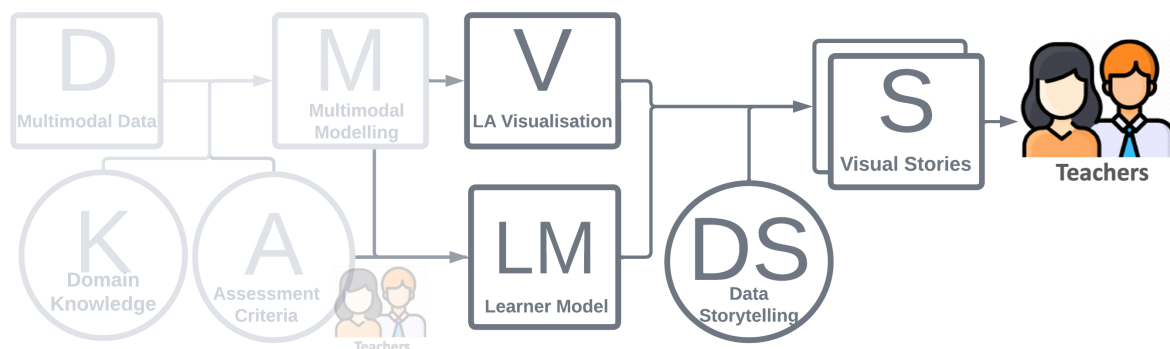 D
Multimodal Data
M
Multimodal
Modelling
V
LA Visualisation
S
Visual Stories
Teachers
K
Domain
Knowledge
A
Assessment
Criteria
Teachers
LM
Learner Model
DS
Data
Storytelling